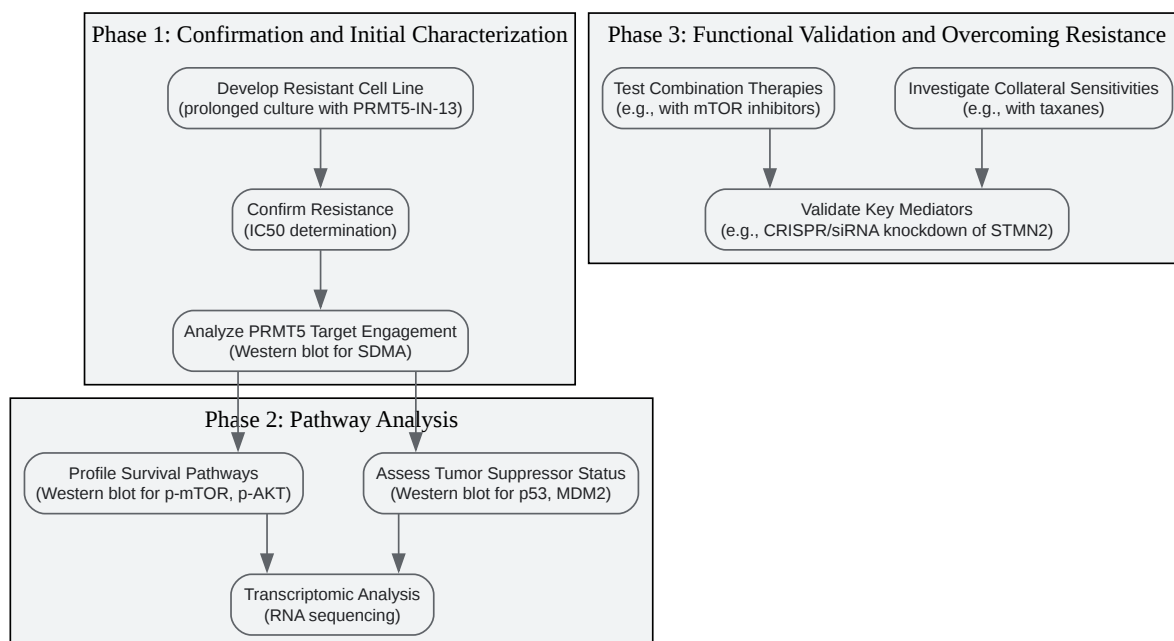 Phase 1: Confirmation and Initial Characterization
Develop Resistant Cell Line
(prolonged culture with PRMT5-IN-13)
Confirm Resistance
(IC50 determination)
Analyze PRMT5 Target Engagement
(Western blot for SDMA)
Phase 2: Pathway Analysis
Profile Survival Pathways
(Western blot for p-mTOR, p-AKT)
Assess Tumor Suppressor Status
(Western blot for p53, MDM2)
Transcriptomic Analysis
(RNA sequencing)
Phase 3: Functional Validation and Overcoming Resistance
Test Combination Therapies
(e.g., with mTOR inhibitors)
Investigate Collateral Sensitivities
(e.g., with taxanes)
Validate Key Mediators
(e.g., CRISPR/siRNA knockdown of STMN2)